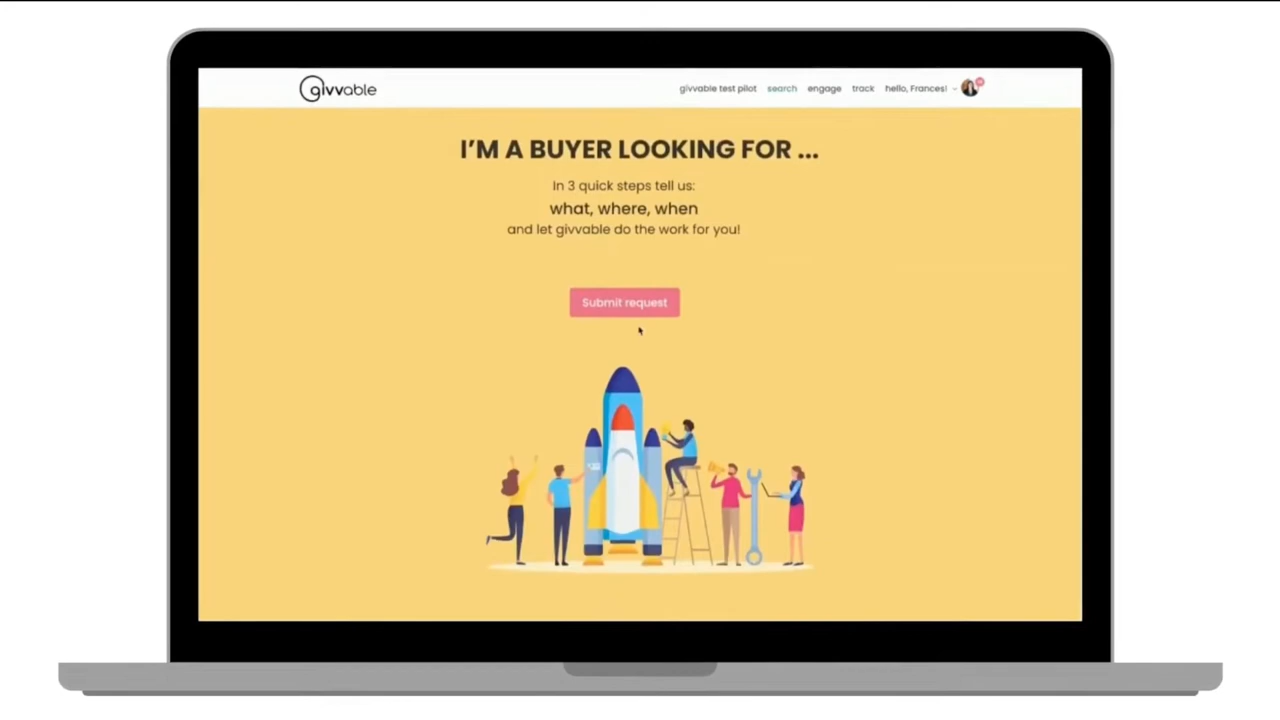 givvable
givvable test pilot search engage track hello, Frances!
I'M A BUYER LOOKING FOR ...
In 3 quick steps tell us:
what, where, when
and let givvable do the work for you!
Submit request